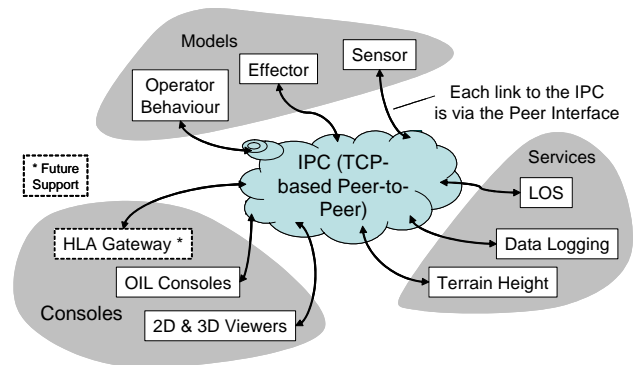 Models
Sensor
Effector
Operator
Behaviour
Each link to the IPC
is via the Peer Interface
IPC (TCP-
based Peer-to-
Peer)
* Future
Support
Services
LOS
Data Logging
Terrain Height
HLA Gateway *
OIL Consoles
Consoles
2D & 3D Viewers